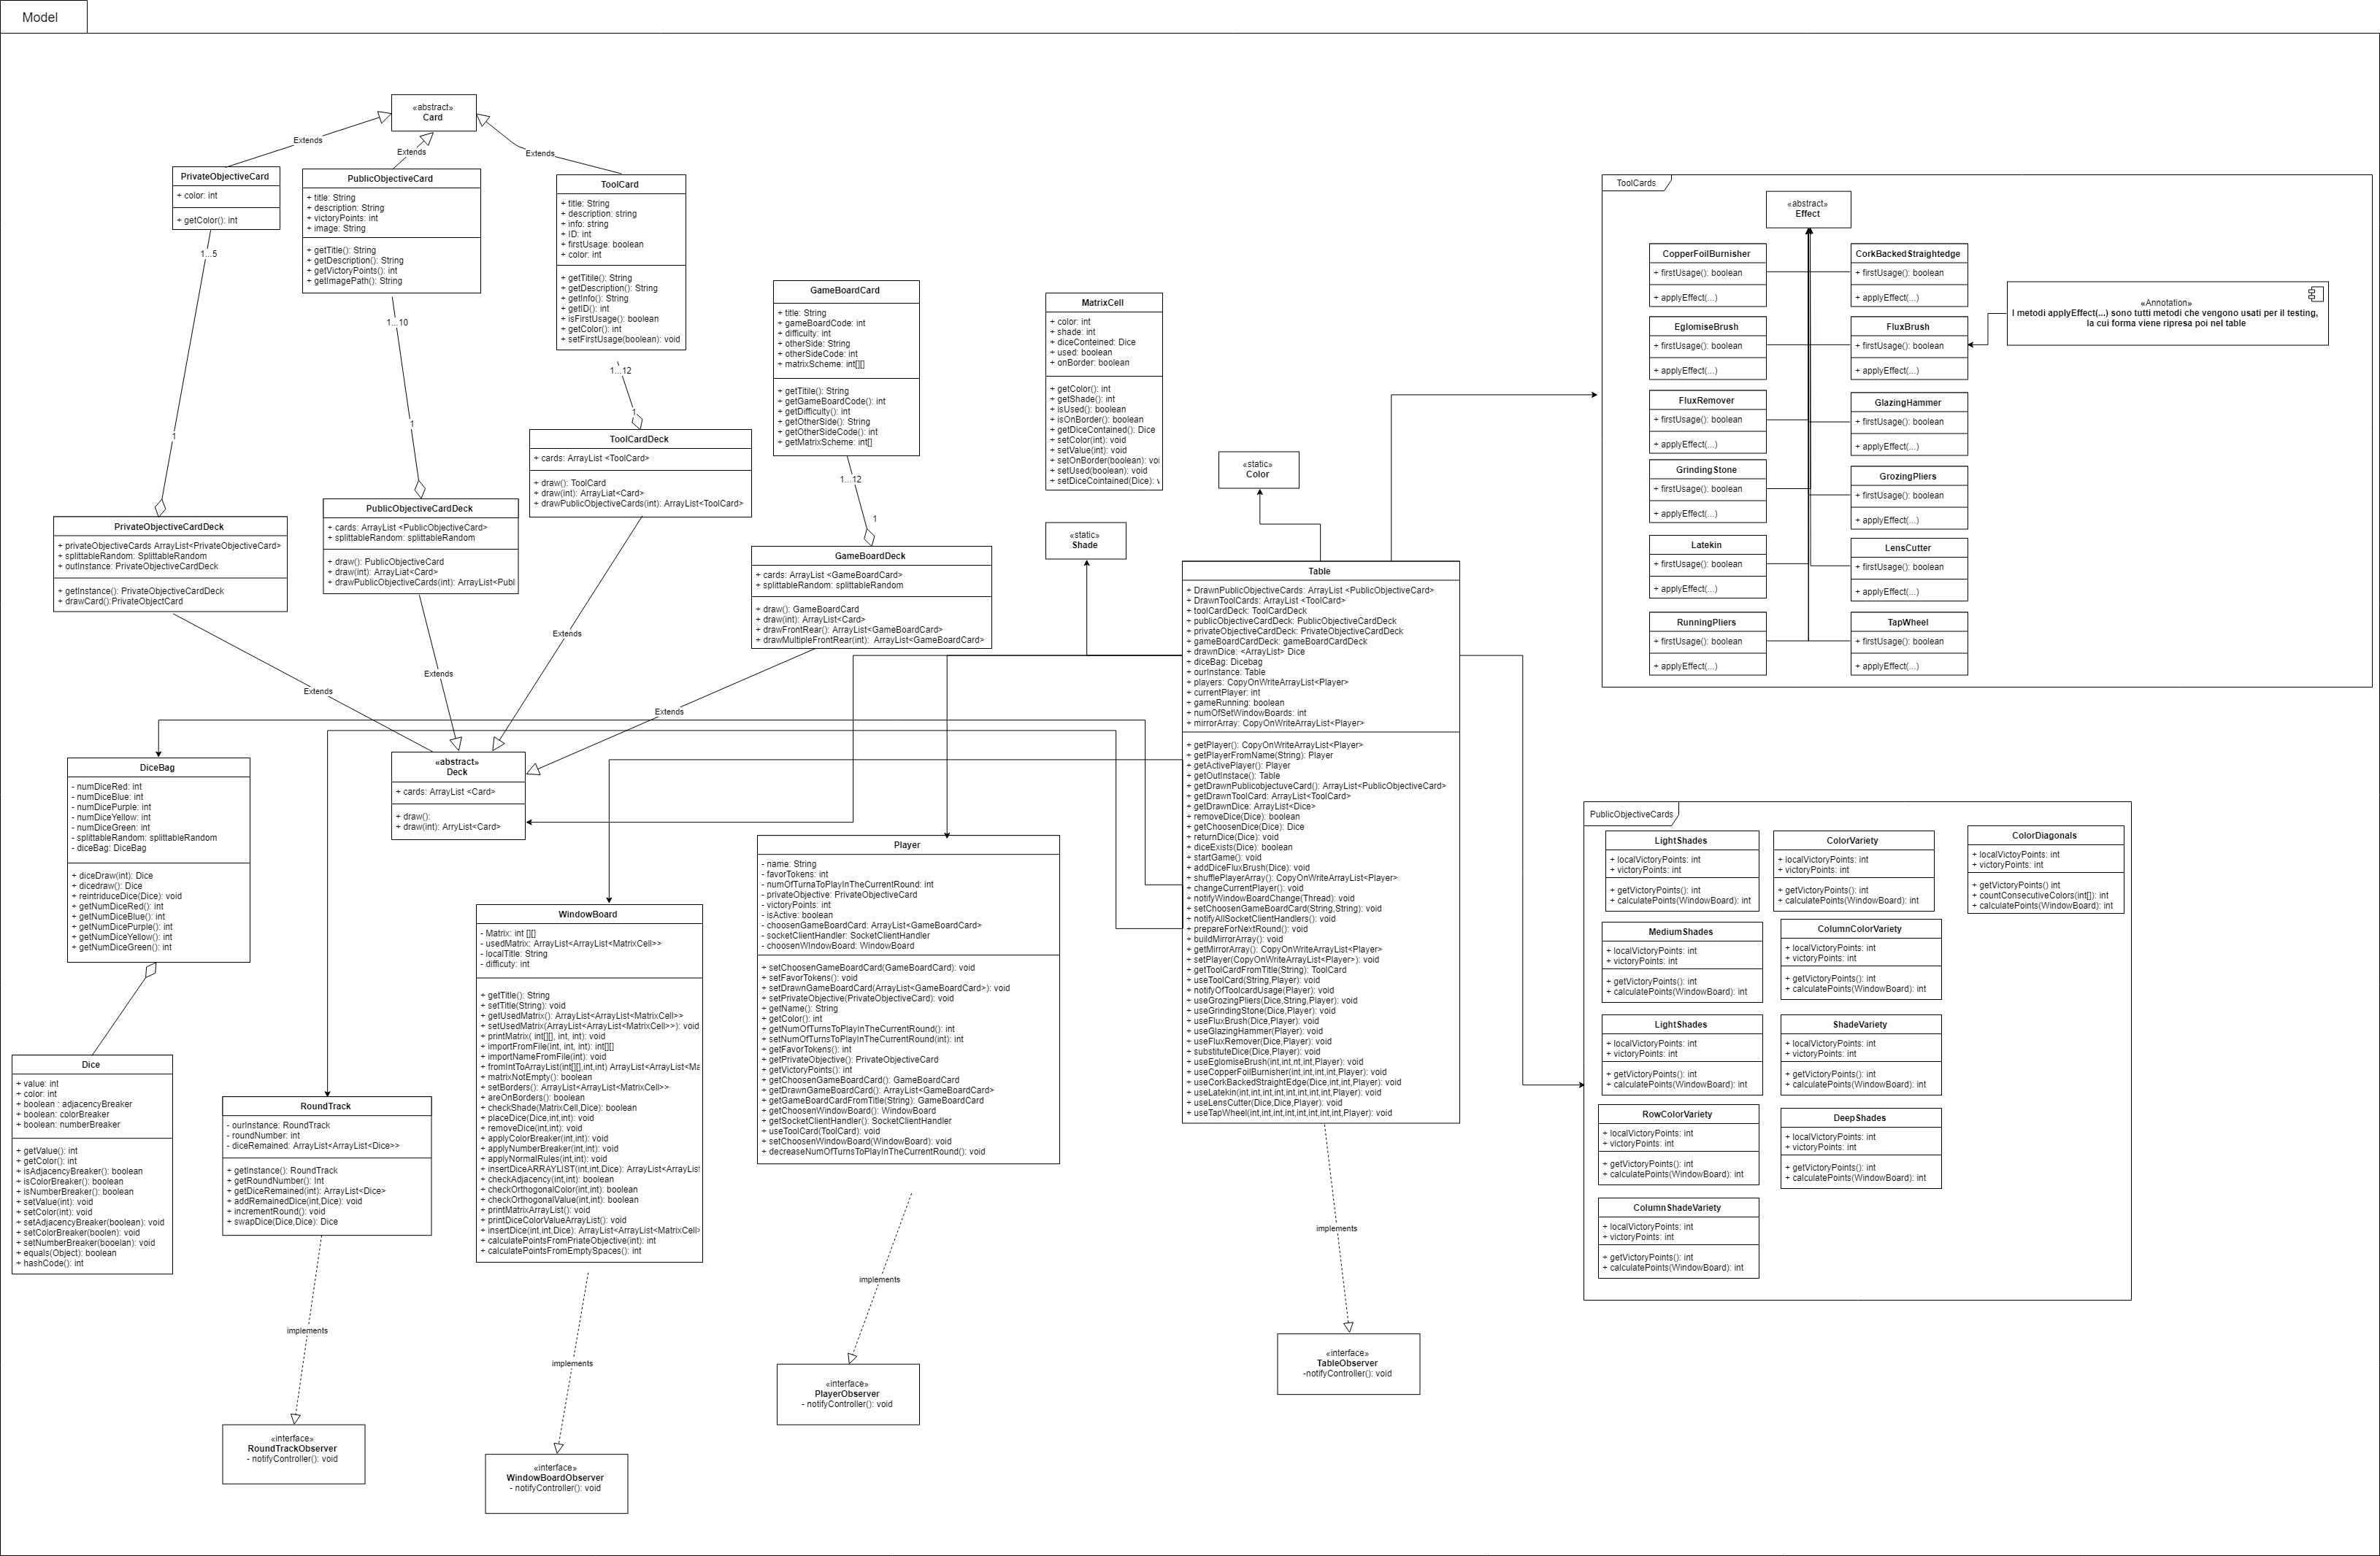 Model
«abstract»
Card
Extends
Extends
Extends
PrivateObjectiveCard
+ color: int
+ getColor(): int
1...5
1
PublicObjectiveCard
+ title: String
+ description: String
+ victoryPoints: int
+ image: String
+ getTitle(): String
+ getDescription(): String
+ getVictoryPoints(): int
+ getImagePath(): String
1...10
1
ToolCard
+ title: String
+ description: string
+ info: string
+ ID: int
+ firstUsage: boolean
+ color: int
+ getTitile(): String
+ getDescription(): String
+ getInfo(): String
+ getID(): int
+ isFirstUsage(): boolean
+ getColor(): int
+ setFirstUsage(boolean): void
1...12
1
GameBoardCard
+ title: String
+ gameBoardCode: int
+ difficulty: int
+ otherSide: String
+ otherSideCode: int
+ matrixScheme: int[][]
+ getTitile(): String
+ getGameBoardCode(): int
+ getDifficulty(): int
+ getOtherSide(): String
+ getOtherSideCode(): int
+ getMatrixScheme: int[]
1...12
1
MatrixCell
+ color: int
+ shade: int
+ diceConteined: Dice
+ used: boolean
+ onBorder: boolean
+ getColor(): int
+ getShade(): int
+ isUsed(): boolean
+ isOnBorder(): boolean
+ getDiceContained(): Dice
+ setColor(int): void
+ setValue(int): void
+ setOnBorder(boolean): voi
+ setUsed(boolean): void
+ setDiceCointained(Dice): v
PrivateObjectiveCardDeck
+ privateObjectiveCards ArrayList<PrivateObjectiveCard>
+ splittableRandom: SplittableRandom
+ outInstance: PrivateObjectiveCardDeck
+ getInstance(): PrivateObjectiveCardDeck
+ drawCard():PrivateObjectCard
PublicObjectiveCardDeck
+ cards: ArrayList <PublicObjectiveCard>
+ splittableRandom: splittableRandom
+ draw(): PublicObjectiveCard
+ draw(int): ArrayList<Card>
+ drawPublicObjectiveCards(int): ArrayList<Publ
ToolCardDeck
+ cards: ArrayList <ToolCard>
+ draw(): ToolCard
+ draw(int): ArrayLiat<Card>
+ drawPublicObjectiveCards(int): ArrayList<ToolCard>
GameBoardDeck
+ cards: ArrayList <GameBoardCard>
+ splittableRandom: splittableRandom
+ draw(): GameBoardCard
+ draw(int): ArrayList<Card>
+ drawFrontRear(): ArrayList<GameBoardCard>
+ drawMultipleFrontRear(int): ArrayList<GameBoardCard>
Extends
Extends
Extends
Extends
«abstract»
Deck
+ cards: ArrayList <Card>
+ draw():
+ draw(int): ArryList<Card>
«static»
Color
«static»
Shade
Table
+ DrawnPublicObjectiveCards: ArrayList <PublicObjectiveCard>
+ DrawnToolCards: ArrayList <ToolCard>
+ toolCardDeck: ToolCardDeck
+ publicObjectiveCardDeck: PublicObjectiveCardDeck
+ privateObjectiveCardDeck: PrivateObjectiveCardDeck
+ gameBoardCardDeck: gameBoardCardDeck
+ drawnDice: <ArrayList> Dice
+ diceBag: Dicebag
+ ourInstance: Table
+ players: CopyOnWriteArrayList<Player>
+ currentPlayer: int
+ gameRunning: boolean
+ numOfSetWindowBoards: int
+ mirrorArray: CopyOnWriteArrayList<Player>
+ getPlayer(): CopyOnWriteArrayList<Player>
+ getPlayerFromName(String): Player
+ getActivePlayer(): Player
+ getOutInstace(): Table
+ getDrawnPublicobjectuveCard(): ArrayList<PublicObjectiveCard>
+ getDrawnToolCard: ArrayList<ToolCard>
+ getDrawnDice: ArrayList<Dice>
+ removeDice(Dice): boolean
+ getChoosenDice(Dice): Dice
+ returnDice(Dice): void
+ diceExists(Dice): boolean
+ startGame(): void
+ addDiceFluxBrush(Dice): void
+ shufflePlayerArray(): CopyOnWriteArrayList<Player>
+ changeCurrentPlayer(): void
+ notifyWindowBoardChange(Thread): void
+ setChoosenGameBoardCard(String,String): void
+ notifyAllSocketClientHandlers(): void
+ prepareForNextRound(): void
+ buildMirrorArray(): void
+ getMirrorArray(): CopyOnWriteArrayList<Player>
+ setPlayer(CopyOnWriteArrayList<Player>): void
+ getToolCardFromTitle(String): ToolCard
+ useToolCard(String,Player): void
+ notifyOfToolcardUsage(Player): void
+ useGrozingPliers(Dice,String,Player): void
+ useGrindingStone(Dice,Player): void
+ useFluxBrush(Dice,Player): void
+ useGlazingHammer(Player): void
+ useFluxRemover(Dice,Player): void
+ substituteDice(Dice,Player): void
+ useEglomiseBrush(int,int,nt,int,Player): void
+ useCopperFoilBurnisher(int,int,int,int,Player): void
+ useCorkBackedStraightEdge(Dice,int,int,Player): void
+ useLatekin(int,int,int,int,int,int,int,int,Player): void
+ useLensCutter(Dice,Dice,Player): void
+ useTapWheel(int,int,int,int,int,int,int,int,Player): void
ToolCards
«abstract»
Effect
CopperFoilBurnisher
+ firstUsage(): boolean
+ applyEffect(...)
CorkBackedStraightedge
+ firstUsage(): boolean
+ applyEffect(...)
EglomiseBrush
+ firstUsage(): boolean
+ applyEffect(...)
FluxBrush
+ firstUsage(): boolean
+ applyEffect(...)
FluxRemover
+ firstUsage(): boolean
+ applyEffect(...)
GlazingHammer
+ firstUsage(): boolean
+ applyEffect(...)
GrindingStone
+ firstUsage(): boolean
+ applyEffect(...)
GrozingPliers
+ firstUsage(): boolean
+ applyEffect(...)
Latekin
+ firstUsage(): boolean
+ applyEffect(...)
LensCutter
+ firstUsage(): boolean
+ applyEffect(...)
RunningPliers
+ firstUsage(): boolean
+ applyEffect(...)
TapWheel
+ firstUsage(): boolean
+ applyEffect(...)
«Annotation»
I metodi applyEffect(...) sono tutti metodi che vengono usati per il testing,
la cui forma viene ripresa poi nel table
DiceBag
- numDiceRed: int
- numDiceBlue: int
- numDicePurple: int
- numDiceYellow: int
- numDiceGreen: int
- splittableRandom: splittableRandom
- diceBag: DiceBag
+ diceDraw(int): Dice
+ dicedraw(): Dice
+ reintriduceDice(Dice): void
+ getNumDiceRed(): int
+ getNumDiceBlue(): int
+ getNumDicePurple(): int
+ getNumDiceYellow(): int
+ getNumDiceGreen(): int
Dice
+ value: int
+ color: int
+ boolean : adjacencyBreaker
+ boolean: colorBreaker
+ boolean: numberBreaker
+ getValue(): int
+ getColor(): int
+ isAdjacencyBreaker(): boolean
+ isColorBreaker(): boolean
+ isNumberBreaker(): boolean
+ setValue(int): void
+ setColor(int): void
+ setAdjacencyBreaker(boolean): void
+ setColorBreaker(boolen): void
+ setNumberBreaker(booelan): void
+ equals(Object): boolean
+ hashCode(): int
RoundTrack
- ourInstance: RoundTrack
- roundNumber: int
- diceRemained: ArrayList<ArrayList<Dice>>
+ getInstance(): RoundTrack
+ getRoundNumber(): Int
+ getDiceRemained(int): ArrayList<Dice>
+ addRemainedDice(int,Dice): void
+ incrementRound(): void
+ swapDice(Dice,Dice): Dice
implements
«interface»
RoundTrackObserver
- notifyController(): void
WindowBoard
- Matrix: int [][]
- usedMatrix: ArrayList<ArrayList<MatrixCell>>
- localTitle: String
- difficuty: int
+ getTitle(): String
+ setTitle(String): void
+ getUsedMatrix(): ArrayList<ArrayList<MatrixCell>>
+ setUsedMatrix(ArrayList<ArrayList<MatrixCell>>): void
+ printMatrix( int[][], int, int): void
+ importFromFile(int, int, int): int[][]
+ importNameFromFile(int): void
+ fromIntToArrayList(int[][],int,int) ArrayList<ArrayList<Ma
+ matrixNotEmpty(): boolean
+ setBorders(): ArrayList<ArrayList<MatrixCell>>
+ areOnBorders(): boolean
+ checkShade(MatrixCell,Dice): boolean
+ placeDice(Dice,int,int): void
+ removeDice(int,int): void
+ applyColorBreaker(int,int): void
+ applyNumberBreaker(int,int): void
+ applyNormalRules(int,int): void
+ insertDiceARRAYLIST(int,int,Dice): ArrayList<ArrayList
+ checkAdjacency(int,int): boolean
+ checkOrthogonalColor(int,int): boolean
+ checkOrthogonalValue(int,int): boolean
+ printMatrixArrayList(): void
+ printDiceColorValueArrayList(): void
+ insertDice(int,int,Dice): ArrayList<ArrayList<MatrixCell>
+ calculatePointsFromPriateObjective(int): int
+ calculatePointsFromEmptySpaces(): int
implements
«interface»
WindowBoardObserver
- notifyController(): void
Player
- name: String
- favorTokens: int
- numOfTurnaToPlayInTheCurrentRound: int
- privateObjective: PrivateObjectiveCard
- victoryPoints: int
- isActive: boolean
- choosenGameBoardCard: ArrayList<GameBoardCard>
- socketClientHandler: SocketClientHandler
- choosenWIndowBoard: WindowBoard
+ setChoosenGameBoardCard(GameBoardCard): void
+ setFavorTokens(): void
+ setDrawnGameBoardCard(ArrayList<GameBoardCard>): void
+ setPrivateObjective(PrivateObjectiveCard): void
+ getName(): String
+ getColor(): int
+ getNumOfTurnsToPlayInTheCurrentRound(): int
+ setNumOfTurnsToPlayInTheCurrentRound(int): int
+ getFavorTokens(): int
+ getPrivateObjective(): PrivateObjectiveCard
+ getVictoryPoints(): int
+ getChoosenGameBoardCard(): GameBoardCard
+ getDrawnGameBoardCard(): ArrayList<GameBoardCard>
+ getGameBoardCardFromTitle(String): GameBoardCard
+ getChoosenWindowBoard(): WindowBoard
+ getSocketClientHandler(): SocketClientHandler
+ useToolCard(ToolCard): void
+ setChoosenWindowBoard(WindowBoard): void
+ decreaseNumOfTurnsToPlayInTheCurrentRound(): void
implements
«interface»
PlayerObserver
- notifyController(): void
implements
«interface»
TableObserver
-notifyController(): void
PublicObjectiveCards
LightShades
+ localVictoryPoints: int
+ victoryPoints: int
+ getVictoryPoints(): int
+ calculatePoints(WindowBoard): int
ColorVariety
+ localVictoryPoints: int
+ victoryPoints: int
+ getVictoryPoints(): int
+ calculatePoints(WindowBoard): int
ColorDiagonals
+ localVictoyPoints: int
+ victoryPoints: int
+ getVictoryPoints() int
+ countConsecutiveColors(int[]): int
+ calculatePoints(WindowBoard): int
MediumShades
+ localVictoryPoints: int
+ victoryPoints: int
+ getVictoryPoints(): int
+ calculatePoints(WindowBoard): int
ColumnColorVariety
+ localVictoryPoints: int
+ victoryPoints: int
+ getVictoryPoints(): int
+ calculatePoints(WindowBoard): int
LightShades
+ localVictoryPoints: int
+ victoryPoints: int
+ getVictoryPoints(): int
+ calculatePoints(WindowBoard): int
ShadeVariety
+ localVictoryPoints: int
+ victoryPoints: int
+ getVictoryPoints(): int
+ calculatePoints(WindowBoard): int
RowColorVariety
+ localVictoryPoints: int
+ victoryPoints: int
+ getVictoryPoints(): int
+ calculatePoints(WindowBoard): int
DeepShades
+ localVictoryPoints: int
+ victoryPoints: int
+ getVictoryPoints(): int
+ calculatePoints(WindowBoard): int
ColumnShadeVariety
+ localVictoryPoints: int
+ victoryPoints: int
+ getVictoryPoints(): int
+ calculatePoints(WindowBoard): int